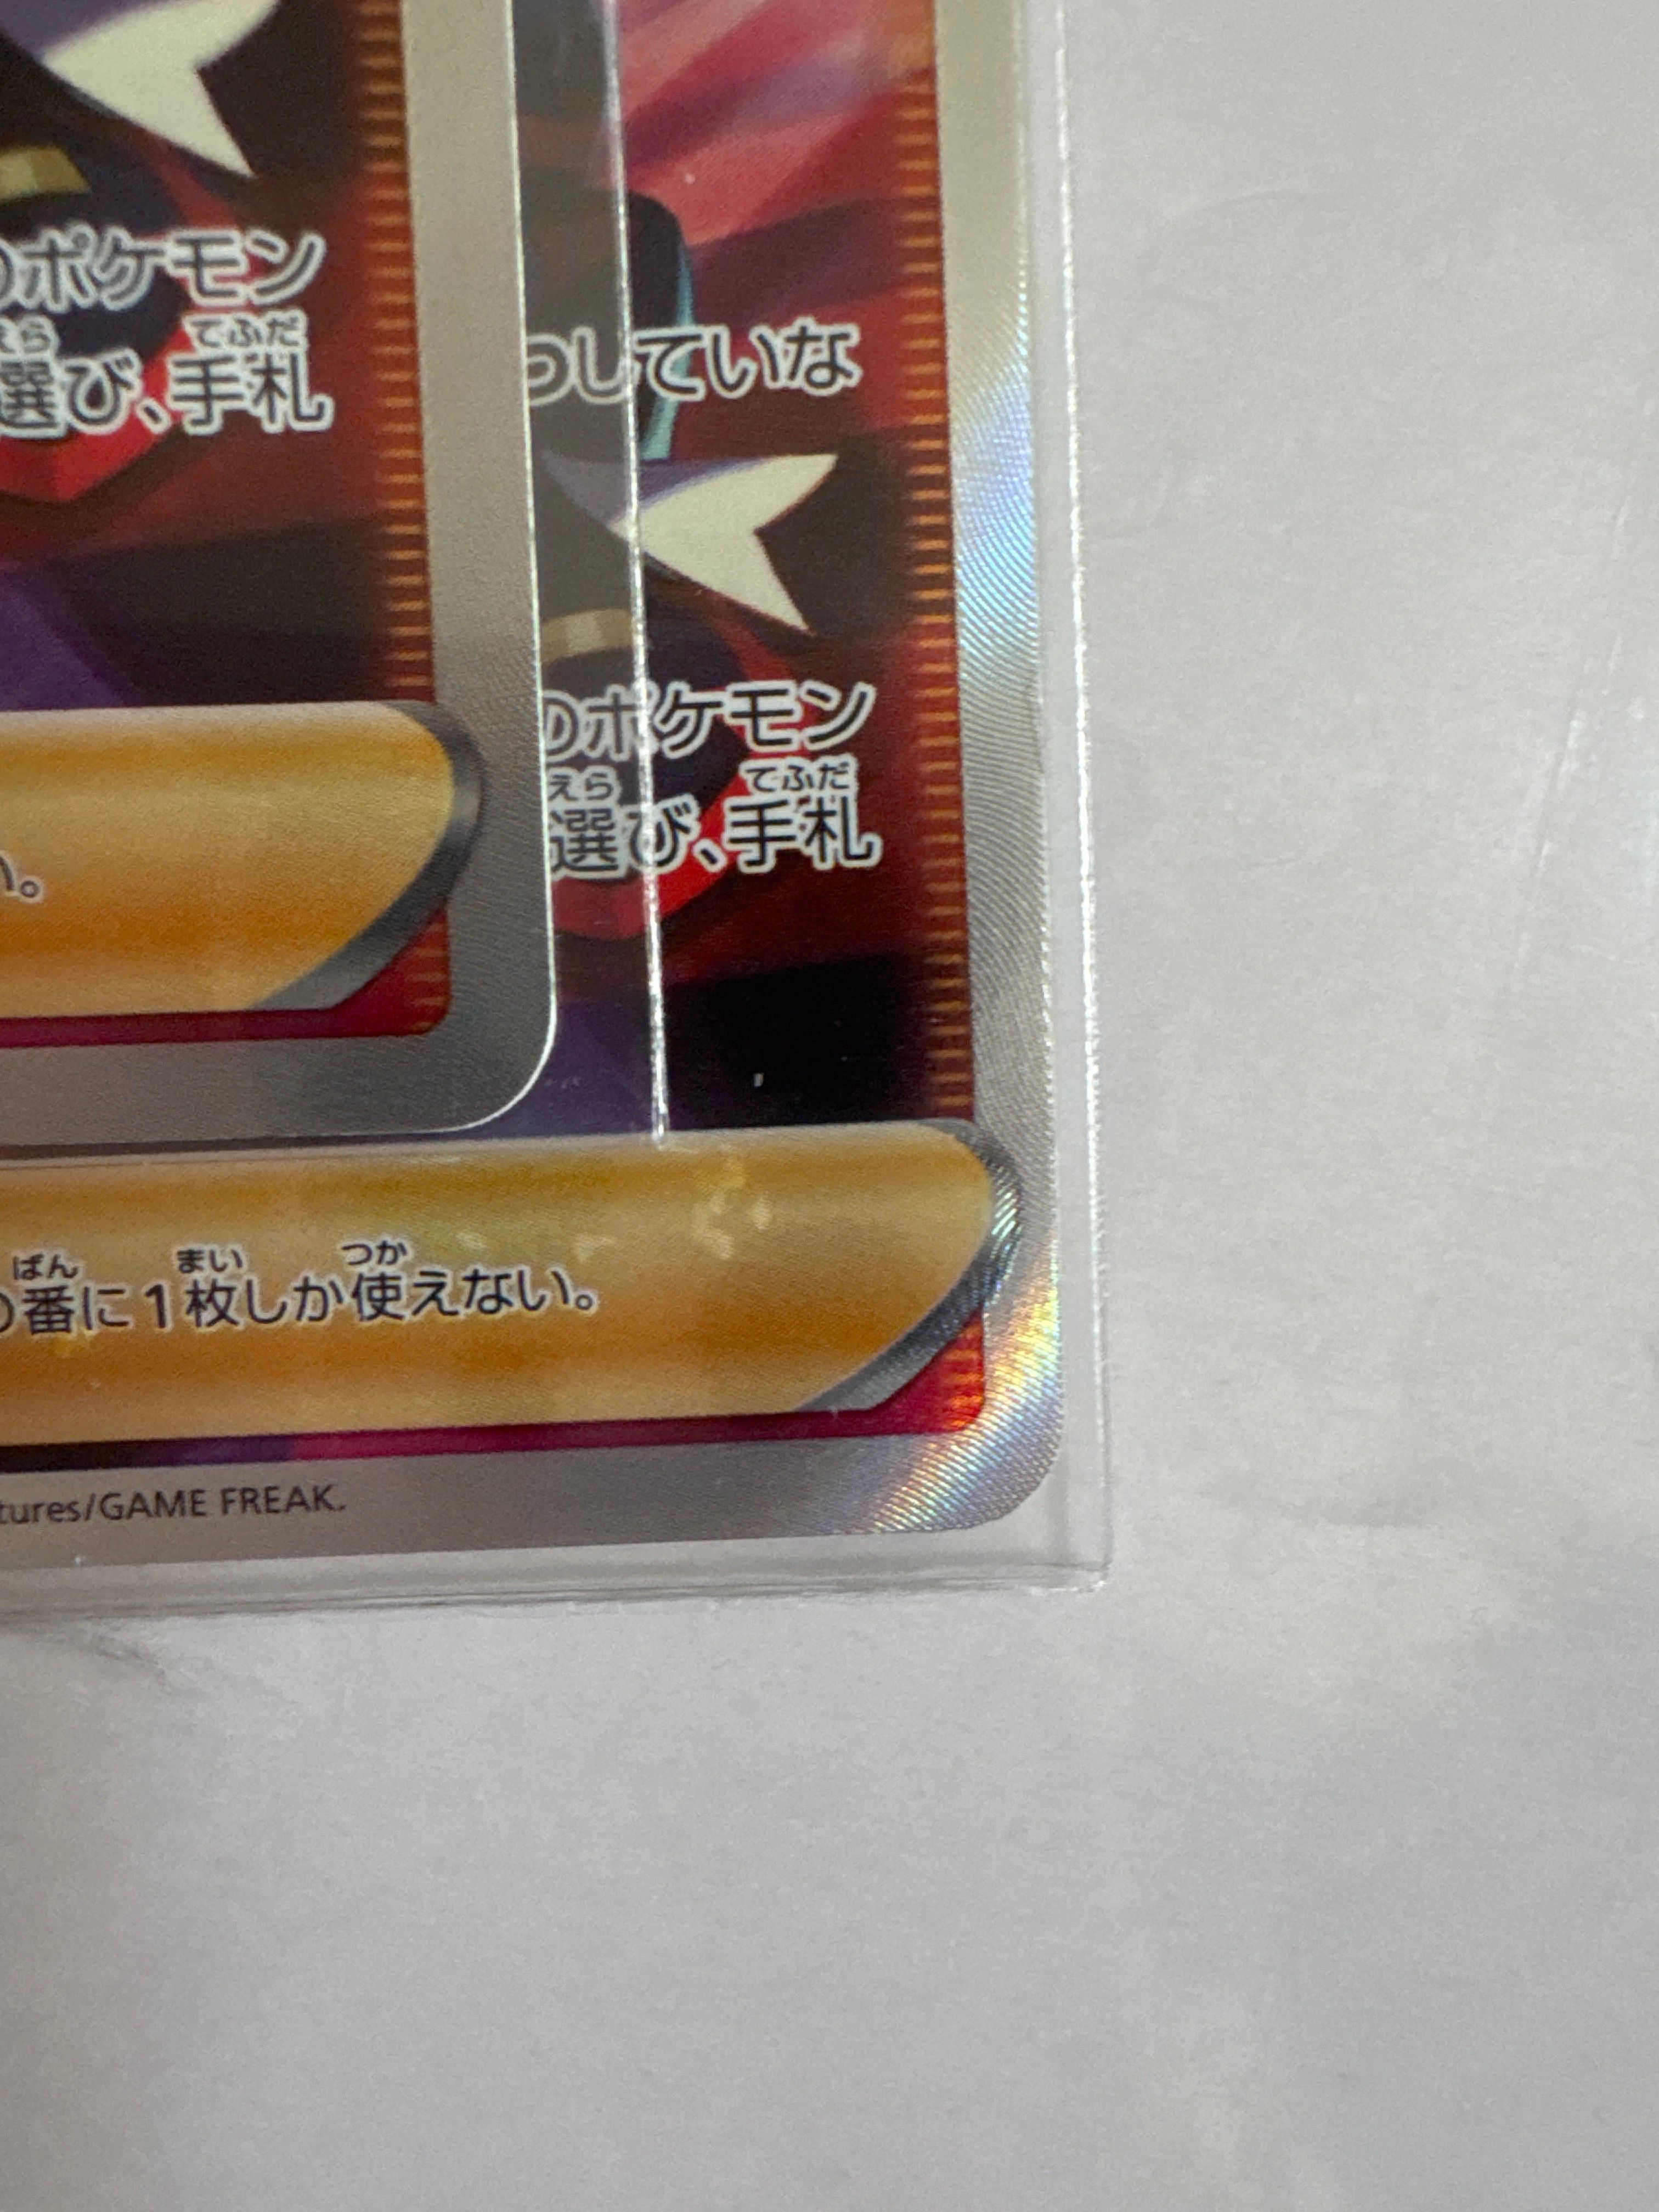 のポケモン
えら てふだ
選び、手札
い。
っしていな
のポケモン
えら てふだ
選び、手札
ばん まい つか
の番に1枚しか使えない。
tures/GAME FREAK.